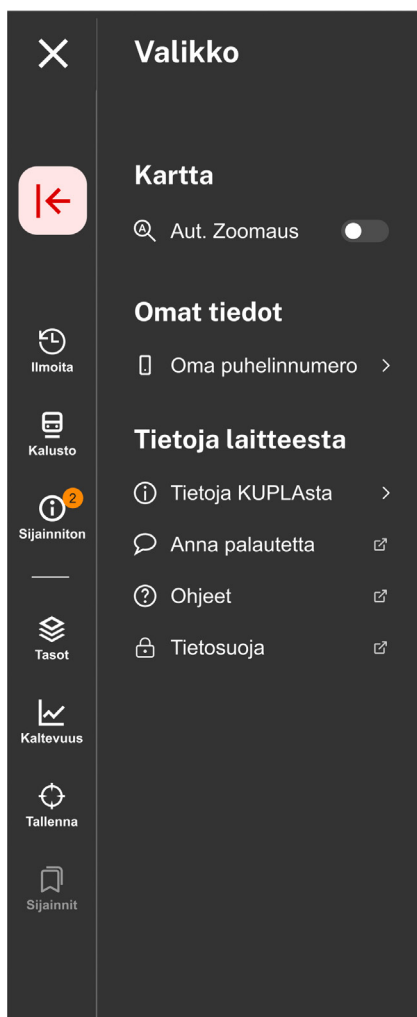 Valikko
Kartta
A
Aut. Zoomaus
Omat tiedot
Oma puhelinnumero
Tietoja laitteesta
Tietoja KUPLAsta
Anna palautetta
Ohjeet
Tietosuoja
Ilmoita
Kalusto
2
Sijainniton
Tasot
Kaltevuus
Tallenna
Sijainnit